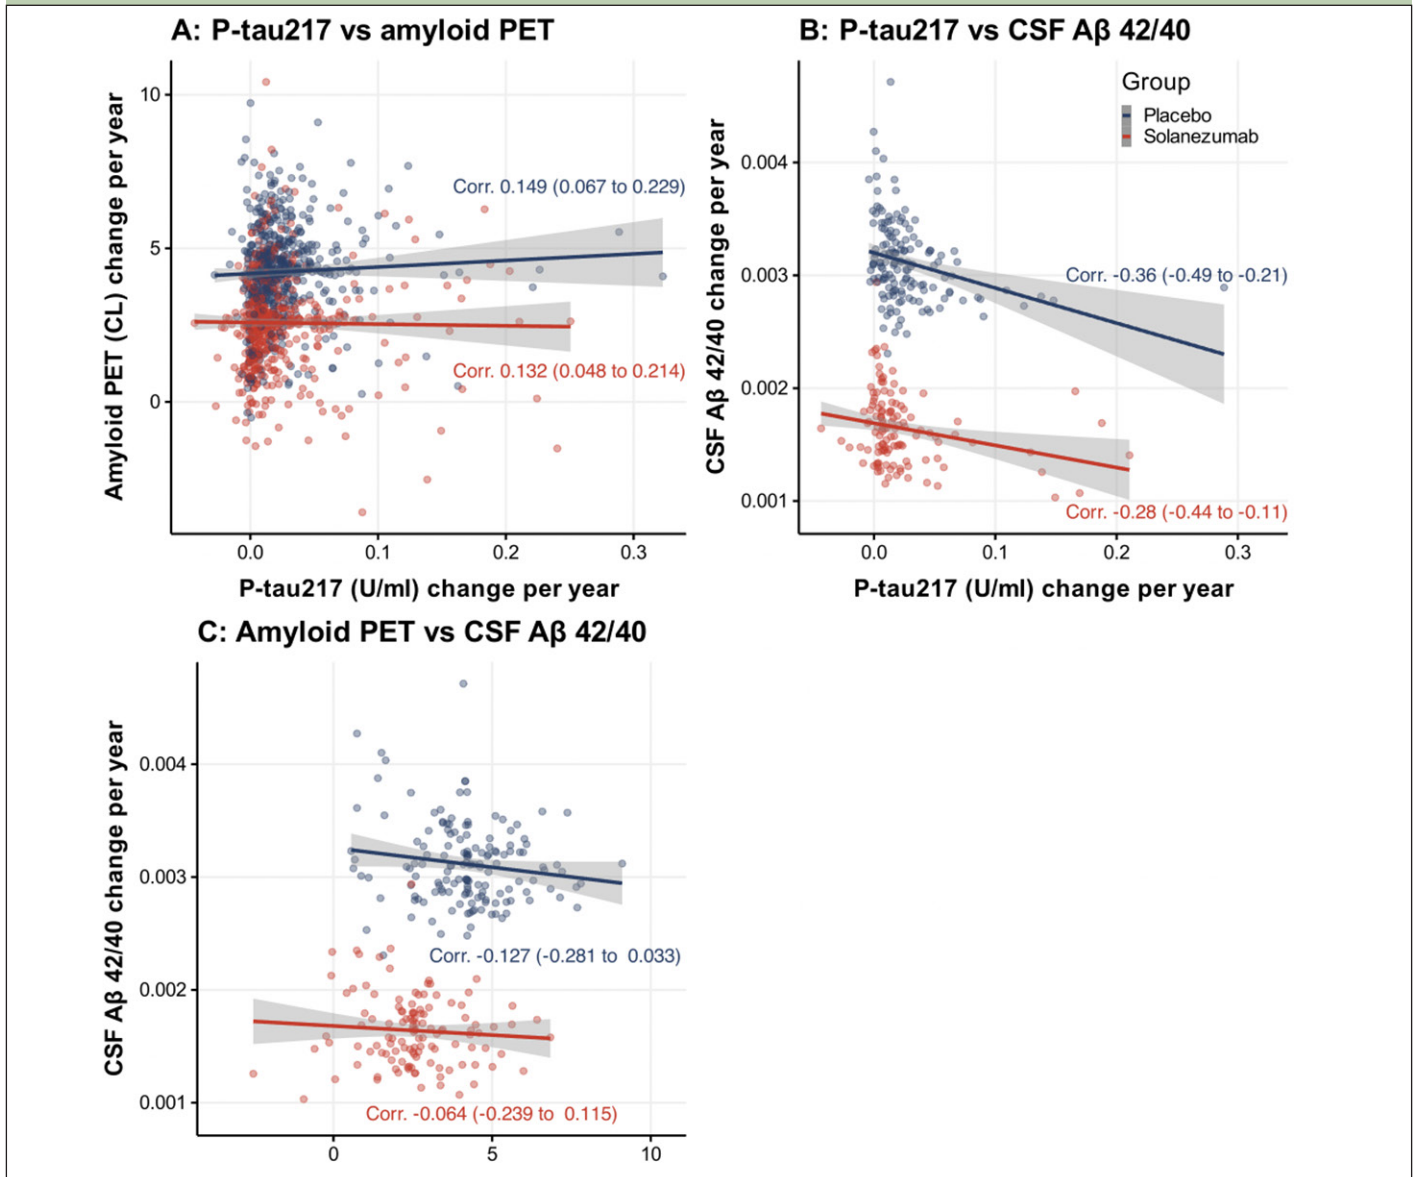 A: P-tau217 vs amyloid PET
Amyloid PET (CL) change per year
10
5
0
Corr. 0.149 (0.067 to 0.229)
Corr. 0.132 (0.048 to 0.214)
0.0 0.1 0.2 0.3
P-tau217 (U/ml) change per year
B: P-tau217 vs CSF Aβ 42/40
CSF Aβ 42/40 change per year
Group
Placebo
Solanezumab
0.004
0.003
0.002
0.001
Corr. -0.36 (-0.49 to -0.21)
Corr. -0.28 (-0.44 to -0.11)
0.0 0.1 0.2 0.3
P-tau217 (U/ml) change per year
C: Amyloid PET vs CSF Aβ 42/40
CSF Aβ 42/40 change per year
0.004
0.003
0.002
0.001
Corr. -0.127 (-0.281 to 0.033)
Corr. -0.064 (-0.239 to 0.115)
0 5 10